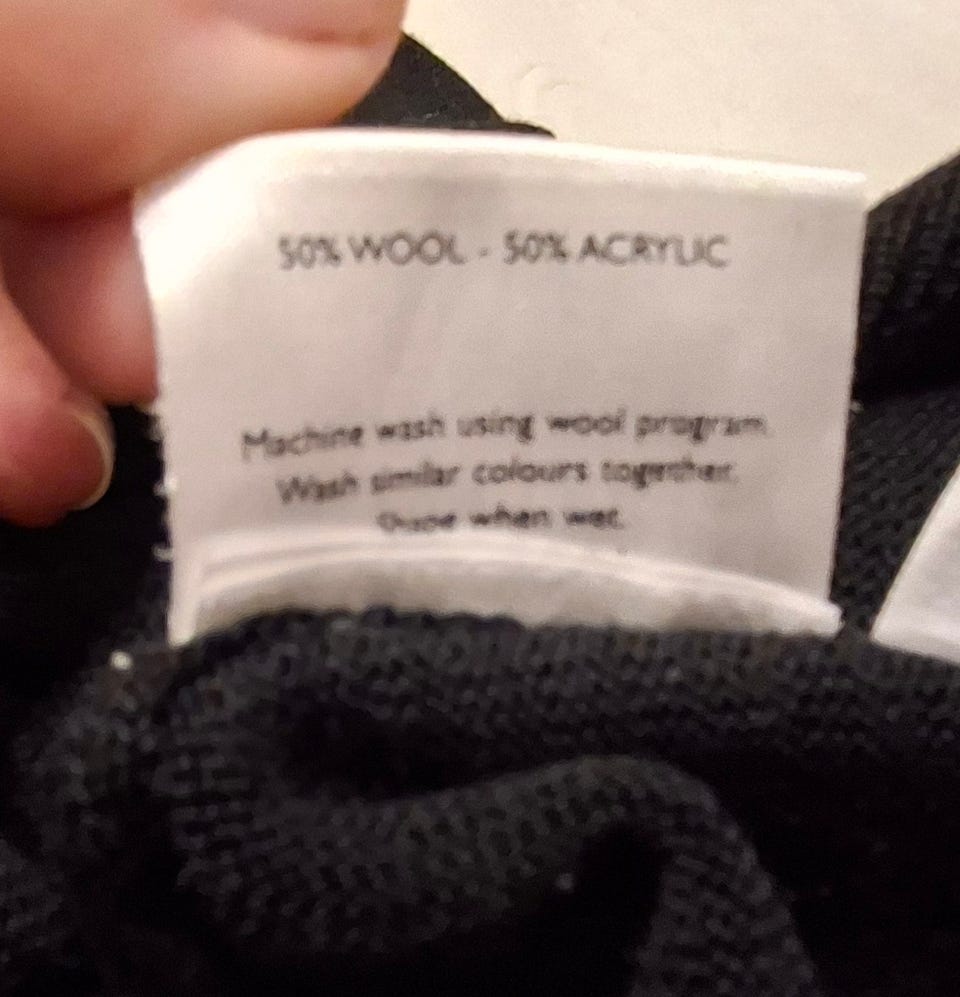 50% WOOL - 50% ACRYLIC
Machine wash using wool program.
Wash similar colours together.
Shape when wet.